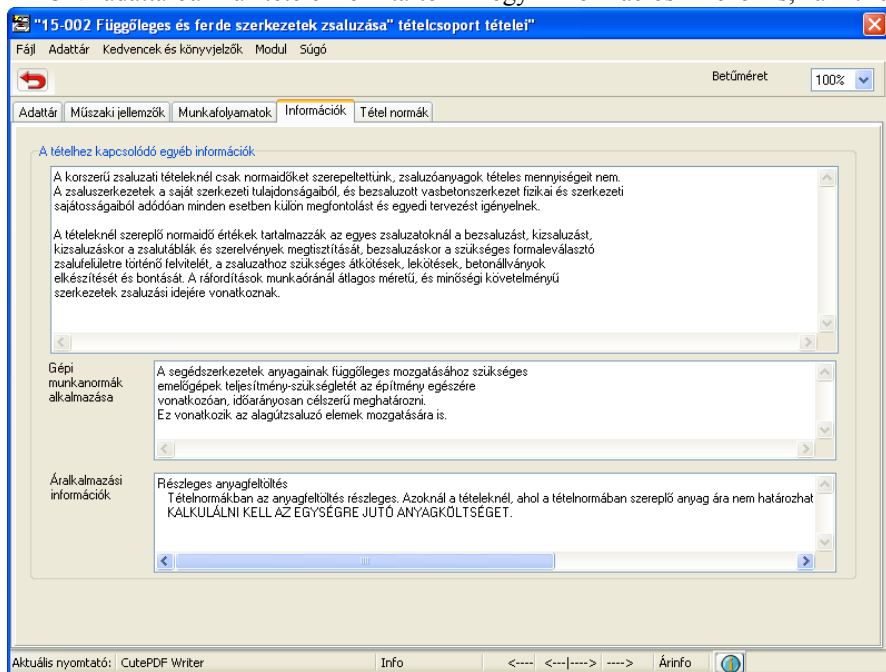 "15-002 Függőleges és ferde szerkezetek zsaluzása" tételcsoport tételei"
Fájl Adattár Kedvencek és könyvjelzők Modul Súgó
Betűméret 100%
Adattár Műszaki jellemzők Munkafolyamatok Információk Tétel normák
A tételhez kapcsolódó egyéb információk
A korszerű zsaluzati tételeknél csak normaidőket szerepeltettünk, zsaluzóanyagok tételes mennyiségeit nem.
A zsaluszerkezetek a saját szerkezeti tulajdonságaiból, és bezsaluzott vasbetonszerkezet fizikai és szerkezeti
sajátosságaiból adódóan minden esetben külön megfontolást és egyedi tervezést igényelnek.
A tételeknél szereplő normaidő értékek tartalmazzák az egyes zsaluzatoknál a bezsaluzást, kizsaluzást,
kizsaluzáskor a zsalutáblák és szerelvények megtisztítását, bezsaluzáskor a szükséges formaleválasztó
zsalufelületre történő felvitelét, a zsaluzathoz szükséges átkötések, lekötések, betonállványok
elkészítését és bontását. A ráfordítások munkaóránál átlagos méretű, és minőségi követelményű
szerkezetek zsaluzási idejére vonatkoznak.
Gépi
munkanormák
alkalmazása
A segédszerkezetek anyagainak függőleges mozgatásához szükséges
emelőgépek teljesítmény-szükségletét az építmény egészére
vonatkozóan, időarányosan célszerű meghatározni.
Ez vonatkozik az alagútzsaluzó elemek mozgatására is.
Áralkalmazási
információk
Részleges anyagfeltöltés
Tételnormákban az anyagfeltöltés részleges. Azoknál a tételeknél, ahol a tételnormában szereplő anyag ára nem határozhat
KALKULÁLNI KELL AZ EGYSÉGRE JUTÓ ANYAGKÖLTSÉGET.
Aktuális nyomtató: CutePDF Writer Info <---- <---|----> ----> Árinfo